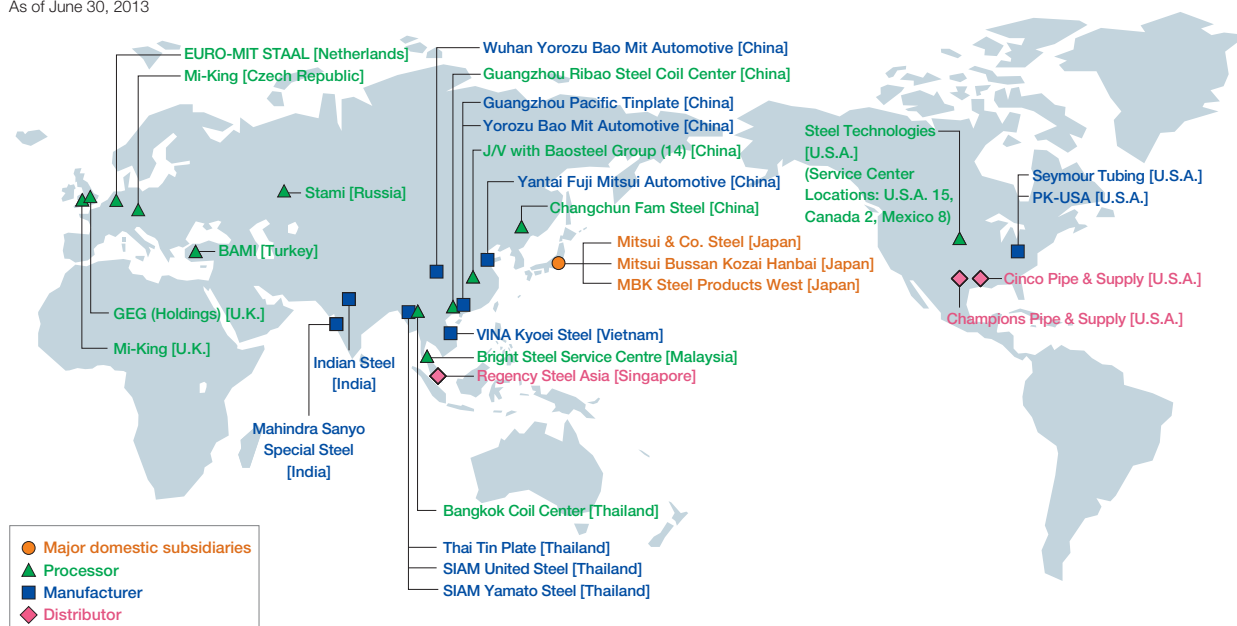 As of June 30, 2013
EURO-MIT STAAL [Netherlands]
Mi-King [Czech Republic]
Stami [Russia]
BAMI [Turkey]
GEG (Holdings) [U.K.]
Mi-King [U.K.]
Indian Steel
[India]
Mahindra Sanyo
Special Steel
[India]
Wuhan Yorozu Bao Mit Automotive [China]
Guangzhou Ribao Steel Coil Center [China]
Guangzhou Pacific Tinplate [China]
Yorozu Bao Mit Automotive [China]
J/V with Baosteel Group (14) [China]
Yantai Fuji Mitsui Automotive [China]
Changchun Fam Steel [China]
Mitsui & Co. Steel [Japan]
Mitsui Bussan Kozai Hanbai [Japan]
MBK Steel Products West [Japan]
VINA Kyoei Steel [Vietnam]
Bright Steel Service Centre [Malaysia]
Regency Steel Asia [Singapore]
Bangkok Coil Center [Thailand]
Thai Tin Plate [Thailand]
SIAM United Steel [Thailand]
SIAM Yamato Steel [Thailand]
Steel Technologies
[U.S.A.]
(Service Center
Locations: U.S.A. 15,
Canada 2, Mexico 8)
Seymour Tubing [U.S.A.]
PK-USA [U.S.A.]
Cinco Pipe & Supply [U.S.A.]
Champions Pipe & Supply [U.S.A.]
Major domestic subsidiaries
Processor
Manufacturer
Distributor